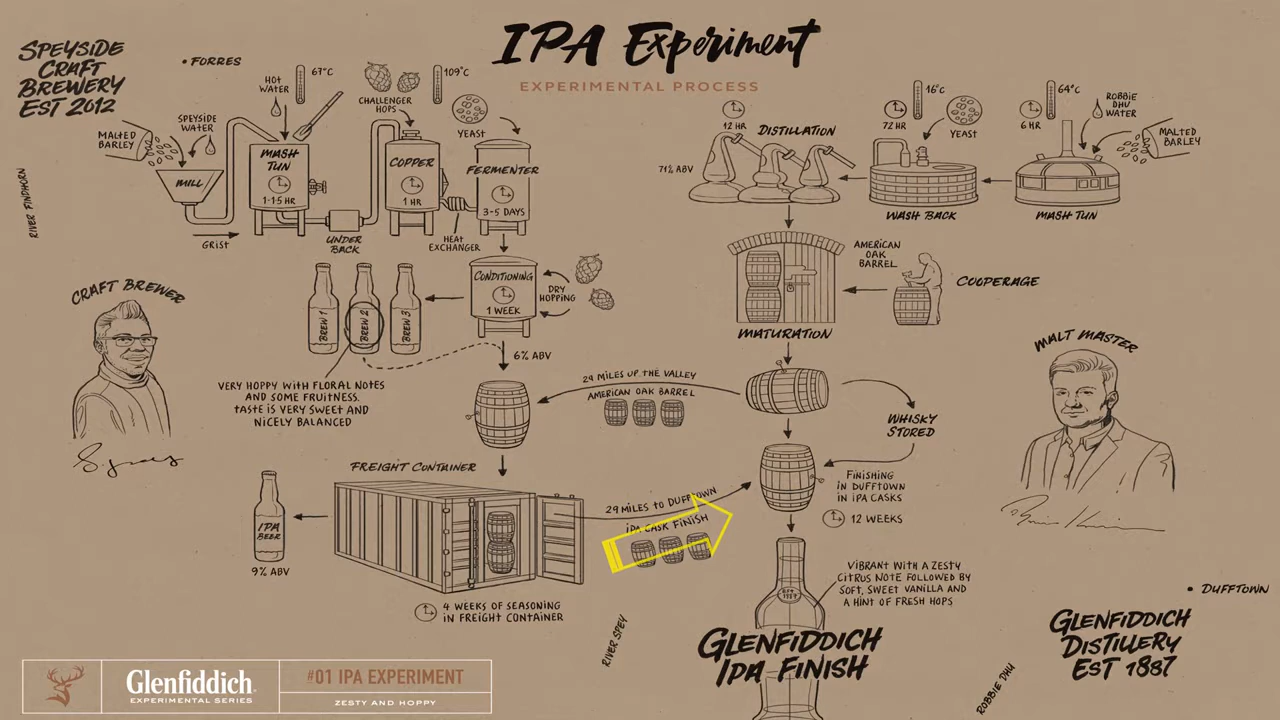 IPA Experiment
EXPERIMENTAL PROCESS
SPEYSIDE
CRAFT
BREWERY
EST 2012
• FORRES
RIVER FINDHORN
MALTED
BARLEY
SPEYSIDE
WATER
MILL
GRIST
HOT
WATER
67°C
MASH
TUN
1-1.5 HR
UNDER
BACK
CHALLENGER
HOPS
109°C
COPPER
1 HR
HEAT
EXCHANGER
YEAST
FERMENTER
3-5 DAYS
CONDITIONING
1 WEEK
DRY
HOPPING
BREW 1
BREW 2
BREW 3
6% ABV
VERY HOPPY WITH FLORAL NOTES
AND SOME FRUITNESS.
TASTE IS VERY SWEET AND
NICELY BALANCED
CRAFT BREWER
12 HR
DISTILLATION
71% ABV
72 HR
16°C
YEAST
WASH BACK
6 HR
64°C
ROBBIE
DHU
WATER
MALTED
BARLEY
MASH TUN
AMERICAN
OAK
BARREL
COOPERAGE
MATURATION
29 MILES UP THE VALLEY
AMERICAN OAK BARREL
WHISKY
STORED
MALT MASTER
FREIGHT CONTAINER
IPA
BEER
9% ABV
4 WEEKS OF SEASONING
IN FREIGHT CONTAINER
29 MILES TO DUFFTOWN
IPA CASK FINISH
FINISHING
IN DUFFTOWN
IN IPA CASKS
12 WEEKS
VIBRANT WITH A ZESTY
CITRUS NOTE FOLLOWED BY
SOFT, SWEET VANILLA AND
A HINT OF FRESH HOPS
EST
1887
GLENFIDDICH
IPA FINISH
RIVER SPEY
ROBBIE DHU
• DUFFTOWN
GLENFIDDICH
DISTILLERY
EST 1887
Glenfiddich
EXPERIMENTAL SERIES
#01 IPA EXPERIMENT
ZESTY AND HOPPY